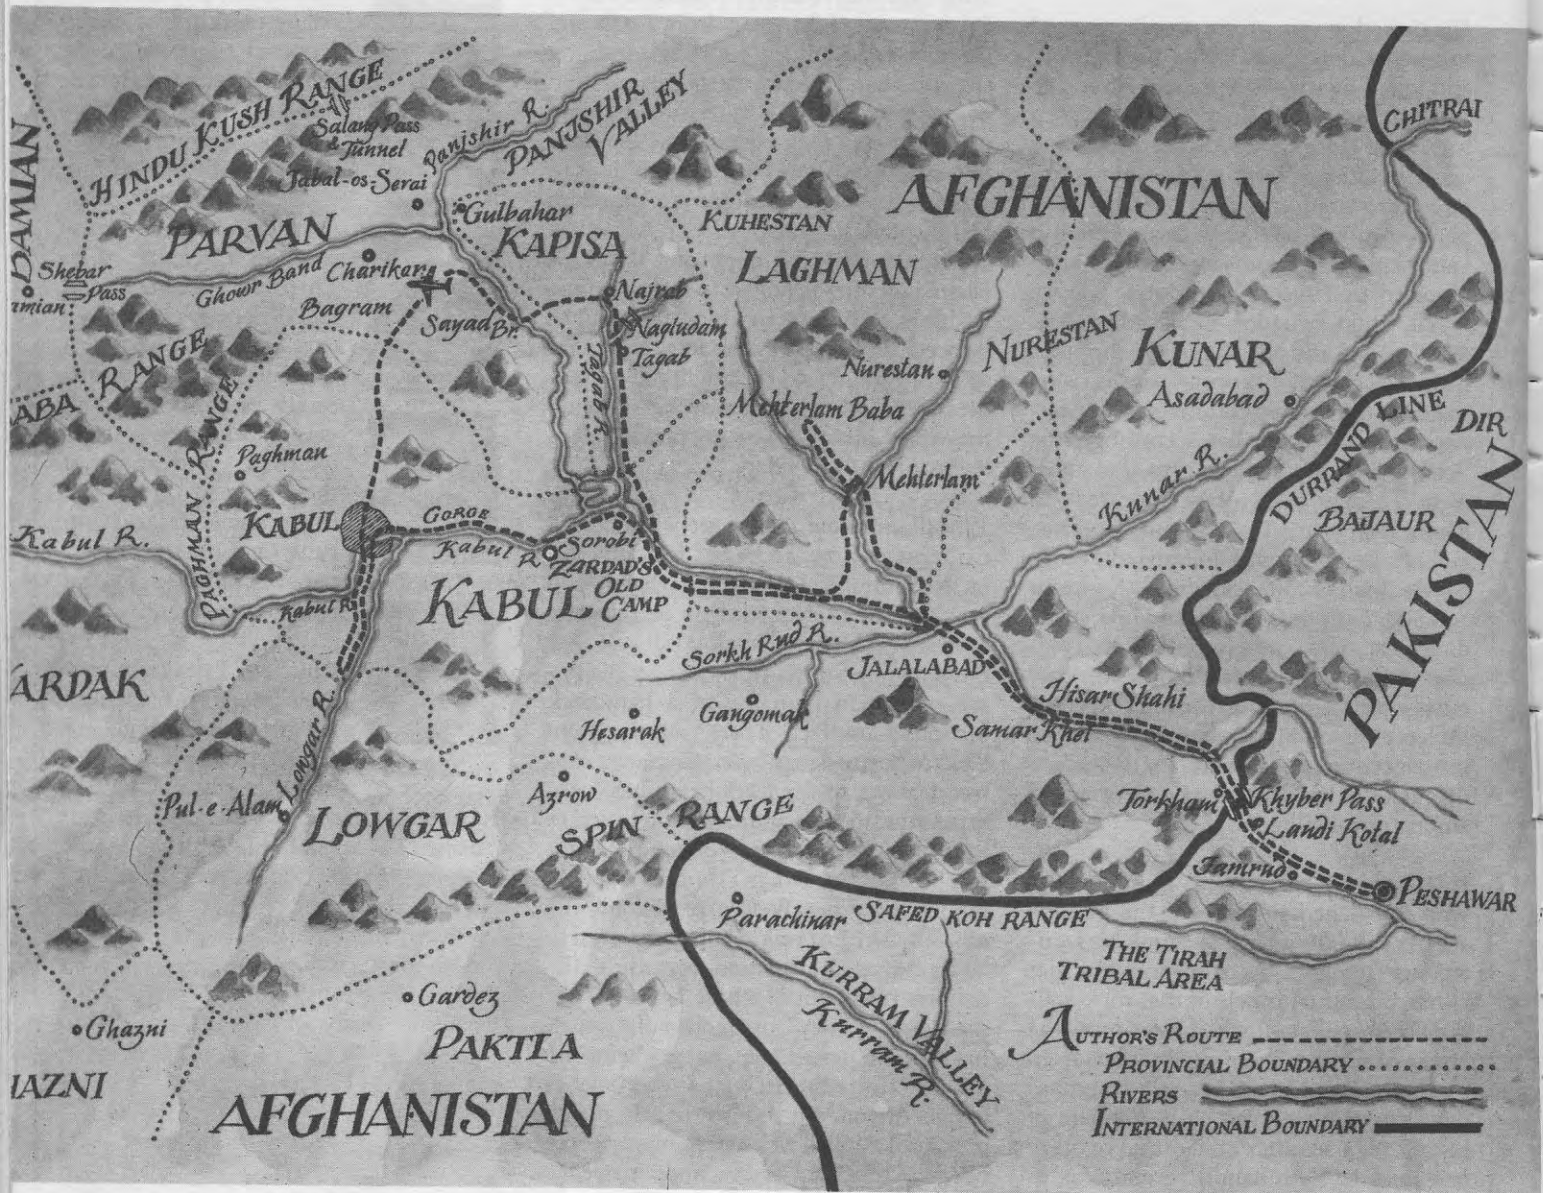 HINDU KUSH RANGE
Salang Pass
& Tunnel
Jabal-os-Serai
Panjshir R.
PANJSHIR
VALLEY
CHITRAI
BAMIAN
PARVAN
Gulbahar
KAPISA
KUHESTAN
AFGHANISTAN
LAGHMAN
Shebar
Pass
amian
Ghowr Band
Charikar
Bagram
Sayad Br.
Najrab
Naghudam
Tagab
Tagab R.
Nurestan
NURESTAN
KUNAR
Asadabad
ABA
RANGE
Mehterlam Baba
Mehterlam
DURRAND LINE
DIR
BAJAUR
PAKISTAN
Kunar R.
Paghman
PAGHMAN RANGE
KABUL
GORGE
Kabul R.
Kabul R.
Kabul R.
Sorobi
ZARDAD'S
OLD
CAMP
KABUL
Sorkh Rud R.
JALALABAD
ARDAK
Lowgar R.
Hesarak
Gangomak
Hisar Shahi
Samar Khel
Pul-e-Alam
LOWGAR
Azrow
SPIN RANGE
Torkham
Khyber Pass
Landi Kotal
Jamrud
PESHAWAR
Parachinar
SAFED KOH RANGE
THE TIRAH
TRIBAL AREA
KURRAM VALLEY
Kurram R.
Gardez
Ghazni
PAKTIA
HAZNI
AFGHANISTAN
AUTHOR'S ROUTE
PROVINCIAL BOUNDARY
RIVERS
INTERNATIONAL BOUNDARY